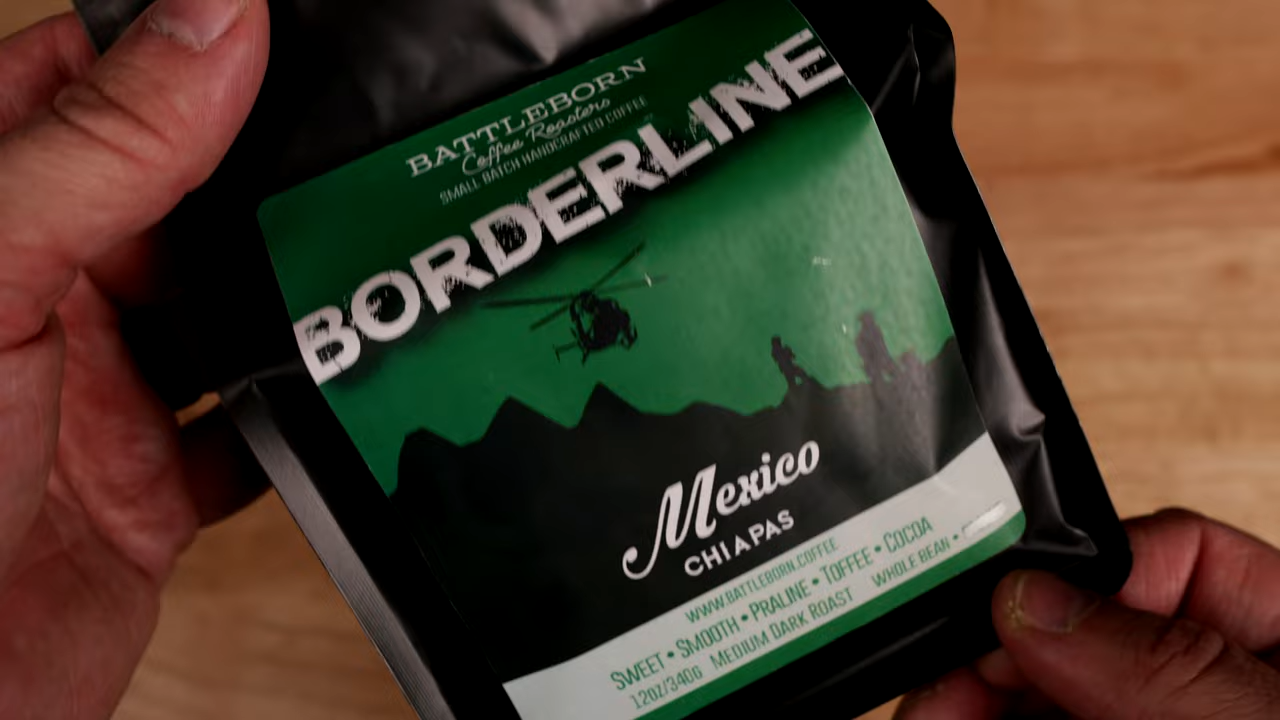 BATTLEBORN
Coffee Roasters
SMALL BATCH HANDCRAFTED COFFEE
BORDERLINE
Mexico
CHIAPAS
WWW.BATTLEBORN.COFFEE
SWEET • SMOOTH • PRALINE • TOFFEE • COCOA
12OZ/340G MEDIUM DARK ROAST WHOLE BEAN •